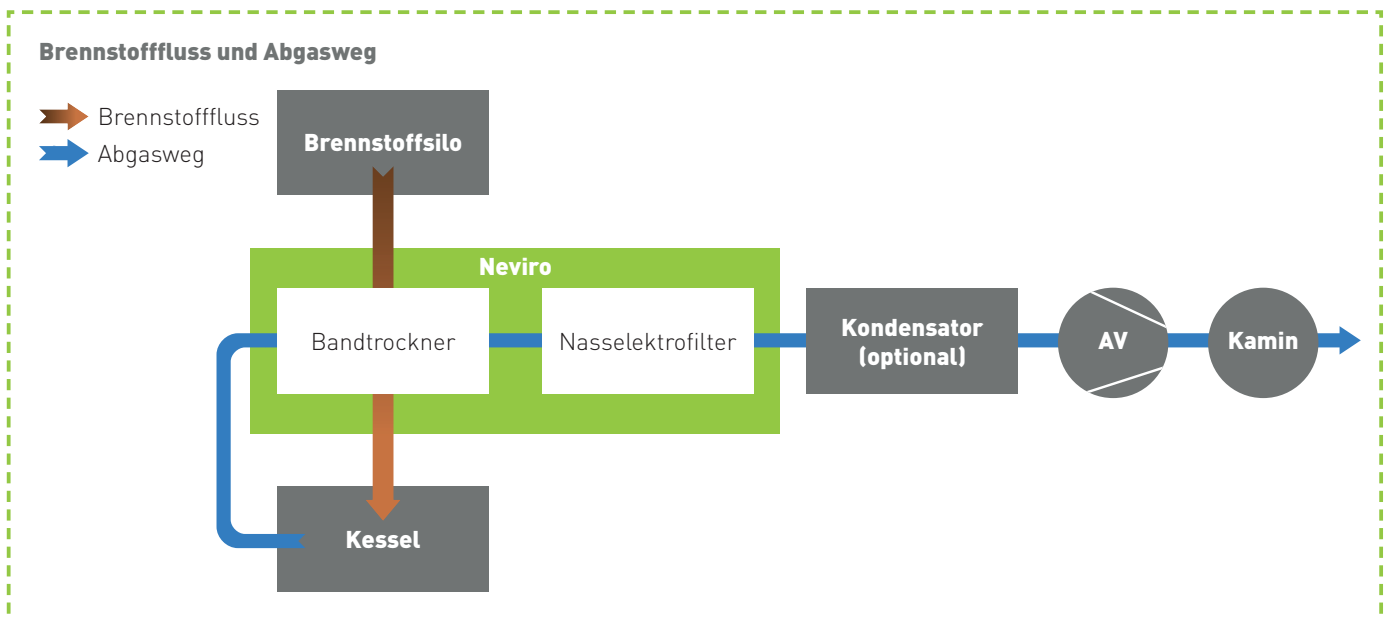 Brennstofffluss und Abgasweg
Brennstofffluss
Abgasweg
Brennstoffsilo
Neviro
Bandtrockner
Nasselektrofilter
Kondensator
(optional)
AV
Kamin
Kessel